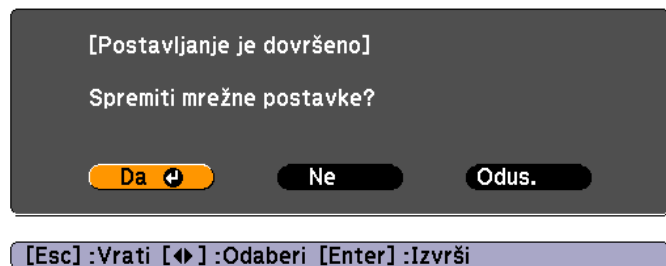 [Postavljanje je dovršeno]
Spremiti mrežne postavke?
Da Ne Odus.
[Esc] :Vrati [◆] :Odaberi [Enter] :Izvrši